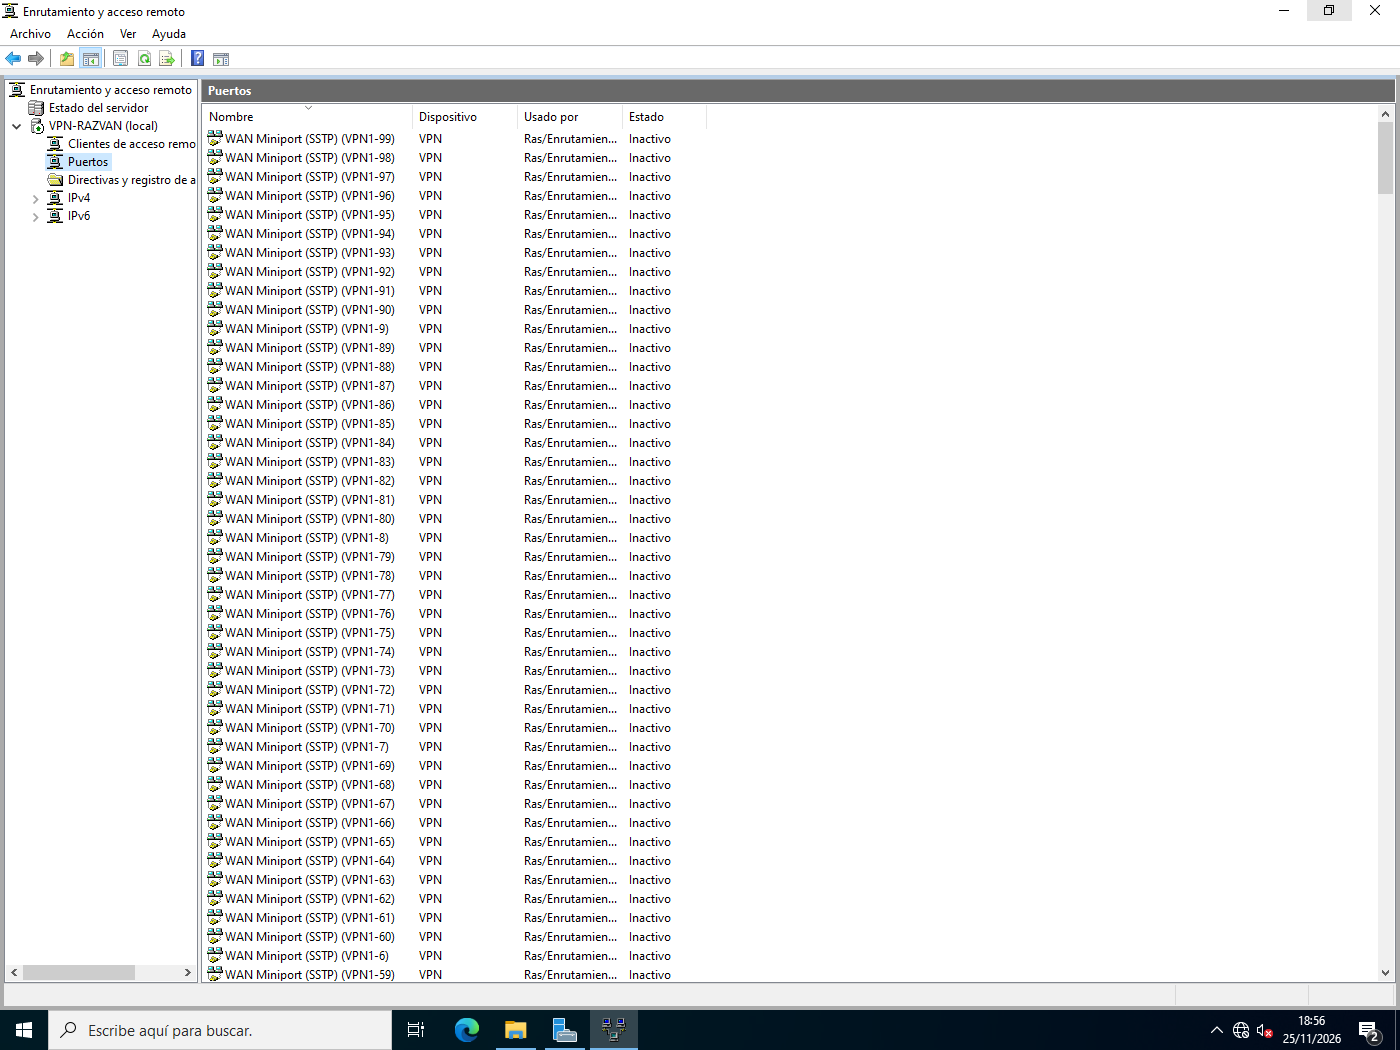 Enrutamiento y acceso remoto
Archivo Acción Ver Ayuda
Enrutamiento y acceso remoto
Estado del servidor
VPN-RAZVAN (local)
Clientes de acceso remo
Puertos
Directivas y registro de a
IPv4
IPv6
Puertos
Nombre Dispositivo Usado por Estado
WAN Miniport (SSTP) (VPN1-99) VPN Ras/Enrutamien... Inactivo
WAN Miniport (SSTP) (VPN1-98) VPN Ras/Enrutamien... Inactivo
WAN Miniport (SSTP) (VPN1-97) VPN Ras/Enrutamien... Inactivo
WAN Miniport (SSTP) (VPN1-96) VPN Ras/Enrutamien... Inactivo
WAN Miniport (SSTP) (VPN1-95) VPN Ras/Enrutamien... Inactivo
WAN Miniport (SSTP) (VPN1-94) VPN Ras/Enrutamien... Inactivo
WAN Miniport (SSTP) (VPN1-93) VPN Ras/Enrutamien... Inactivo
WAN Miniport (SSTP) (VPN1-92) VPN Ras/Enrutamien... Inactivo
WAN Miniport (SSTP) (VPN1-91) VPN Ras/Enrutamien... Inactivo
WAN Miniport (SSTP) (VPN1-90) VPN Ras/Enrutamien... Inactivo
WAN Miniport (SSTP) (VPN1-9) VPN Ras/Enrutamien... Inactivo
WAN Miniport (SSTP) (VPN1-89) VPN Ras/Enrutamien... Inactivo
WAN Miniport (SSTP) (VPN1-88) VPN Ras/Enrutamien... Inactivo
WAN Miniport (SSTP) (VPN1-87) VPN Ras/Enrutamien... Inactivo
WAN Miniport (SSTP) (VPN1-86) VPN Ras/Enrutamien... Inactivo
WAN Miniport (SSTP) (VPN1-85) VPN Ras/Enrutamien... Inactivo
WAN Miniport (SSTP) (VPN1-84) VPN Ras/Enrutamien... Inactivo
WAN Miniport (SSTP) (VPN1-83) VPN Ras/Enrutamien... Inactivo
WAN Miniport (SSTP) (VPN1-82) VPN Ras/Enrutamien... Inactivo
WAN Miniport (SSTP) (VPN1-81) VPN Ras/Enrutamien... Inactivo
WAN Miniport (SSTP) (VPN1-80) VPN Ras/Enrutamien... Inactivo
WAN Miniport (SSTP) (VPN1-8) VPN Ras/Enrutamien... Inactivo
WAN Miniport (SSTP) (VPN1-79) VPN Ras/Enrutamien... Inactivo
WAN Miniport (SSTP) (VPN1-78) VPN Ras/Enrutamien... Inactivo
WAN Miniport (SSTP) (VPN1-77) VPN Ras/Enrutamien... Inactivo
WAN Miniport (SSTP) (VPN1-76) VPN Ras/Enrutamien... Inactivo
WAN Miniport (SSTP) (VPN1-75) VPN Ras/Enrutamien... Inactivo
WAN Miniport (SSTP) (VPN1-74) VPN Ras/Enrutamien... Inactivo
WAN Miniport (SSTP) (VPN1-73) VPN Ras/Enrutamien... Inactivo
WAN Miniport (SSTP) (VPN1-72) VPN Ras/Enrutamien... Inactivo
WAN Miniport (SSTP) (VPN1-71) VPN Ras/Enrutamien... Inactivo
WAN Miniport (SSTP) (VPN1-70) VPN Ras/Enrutamien... Inactivo
WAN Miniport (SSTP) (VPN1-7) VPN Ras/Enrutamien... Inactivo
WAN Miniport (SSTP) (VPN1-69) VPN Ras/Enrutamien... Inactivo
WAN Miniport (SSTP) (VPN1-68) VPN Ras/Enrutamien... Inactivo
WAN Miniport (SSTP) (VPN1-67) VPN Ras/Enrutamien... Inactivo
WAN Miniport (SSTP) (VPN1-66) VPN Ras/Enrutamien... Inactivo
WAN Miniport (SSTP) (VPN1-65) VPN Ras/Enrutamien... Inactivo
WAN Miniport (SSTP) (VPN1-64) VPN Ras/Enrutamien... Inactivo
WAN Miniport (SSTP) (VPN1-63) VPN Ras/Enrutamien... Inactivo
WAN Miniport (SSTP) (VPN1-62) VPN Ras/Enrutamien... Inactivo
WAN Miniport (SSTP) (VPN1-61) VPN Ras/Enrutamien... Inactivo
WAN Miniport (SSTP) (VPN1-60) VPN Ras/Enrutamien... Inactivo
WAN Miniport (SSTP) (VPN1-6) VPN Ras/Enrutamien... Inactivo
WAN Miniport (SSTP) (VPN1-59) VPN Ras/Enrutamien... Inactivo
Escribe aquí para buscar.
18:56
25/11/2026
2